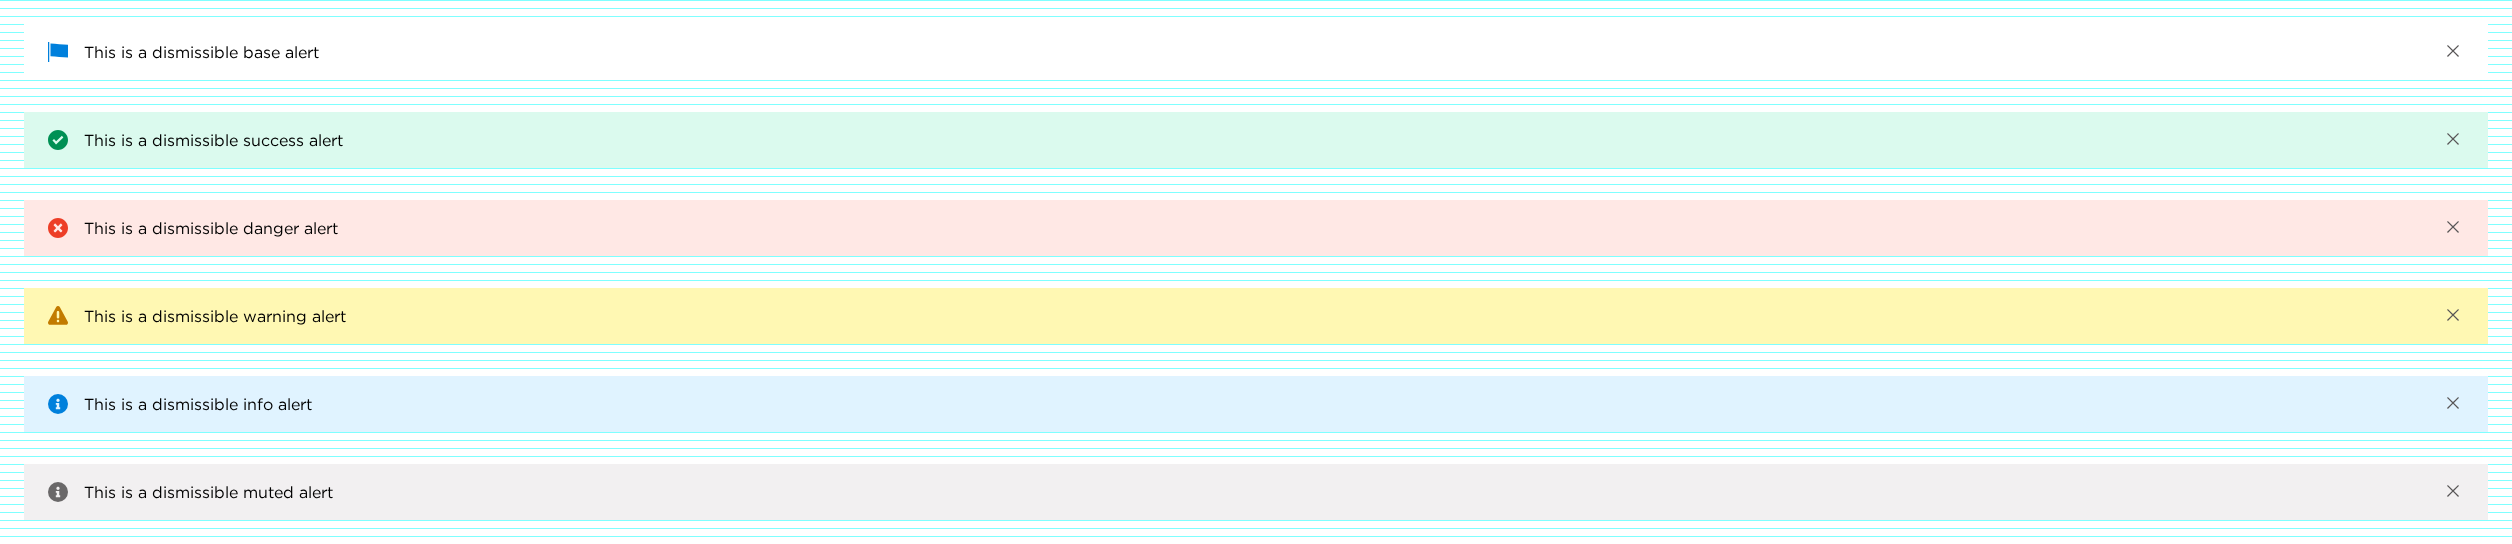 This is a dismissible base alert
This is a dismissible success alert
This is a dismissible danger alert
This is a dismissible warning alert
This is a dismissible info alert
This is a dismissible muted alert